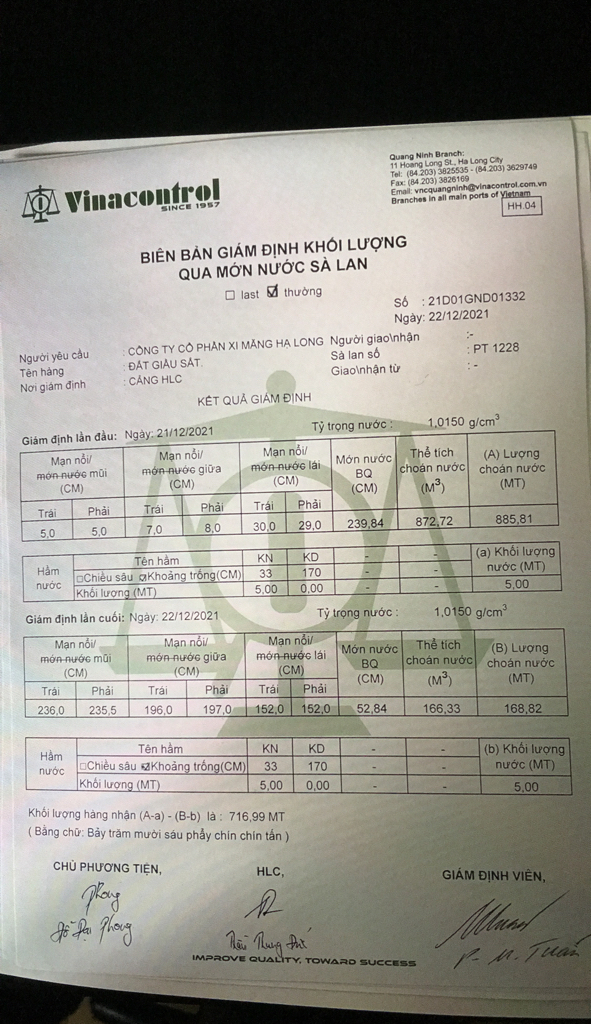 Vinacontrol
SINCE 1957
Quang Ninh Branch:
11 Hoang Long St., Ha Long City
Tel: (84.203) 3825535 - (84.203) 3629749
Fax: (84.203) 3826169
Email: vncquangninh@vinacontrol.com.vn
Branches in all main ports of Vietnam
HH.04
BIÊN BẢN GIÁM ĐỊNH KHỐI LƯỢNG
QUA MỚN NƯỚC SÀ LAN
☐ last ☑ thường
Số : 21D01GND01332
Ngày: 22/12/2021
Người yêu cầu : CÔNG TY CỔ PHẦN XI MĂNG HẠ LONG Người giao\nhận :-
Tên hàng : ĐẤT GIÀU SẮT. Sà lan số : PT 1228
Nơi giám định : CẢNG HLC Giao\nhận từ : -
KẾT QUẢ GIÁM ĐỊNH
Giám định lần đầu: Ngày: 21/12/2021 Tỷ trọng nước : 1,0150 g/cm³
Mạn nổi/ Mạn nổi/ Mạn nổi/ Mớn nước Thể tích (A) Lượng
mớn nước mũi mớn nước giữa mớn nước lái BQ choán nước choán nước
(CM) (CM) (CM) (CM) (M³) (MT)
Trái Phải Trái Phải Trái Phải
5,0 5,0 7,0 8,0 30,0 29,0 239,84 872,72 885,81
Hầm nước Tên hầm KN KD - - (a) Khối lượng nước (MT)
☐Chiều sâu ☑Khoảng trống(CM) 33 170 - -
Khối lượng (MT) 5,00 0,00 - - 5,00
Giám định lần cuối: Ngày: 22/12/2021 Tỷ trọng nước : 1,0150 g/cm³
Mạn nổi/ Mạn nổi/ Mạn nổi/ Mớn nước Thể tích (B) Lượng
mớn nước mũi mớn nước giữa mớn nước lái BQ choán nước choán nước
(CM) (CM) (CM) (CM) (M³) (MT)
Trái Phải Trái Phải Trái Phải
236,0 235,5 196,0 197,0 152,0 152,0 52,84 166,33 168,82
Hầm nước Tên hầm KN KD - - (b) Khối lượng nước (MT)
☐Chiều sâu ☑Khoảng trống(CM) 33 170 - -
Khối lượng (MT) 5,00 0,00 - - 5,00
Khối lượng hàng nhận (A-a) - (B-b) là : 716,99 MT
( Bằng chữ: Bảy trăm mười sáu phẩy chín chín tấn )
CHỦ PHƯƠNG TIỆN, HLC, GIÁM ĐỊNH VIÊN,
Phong
Đỗ Đại Phong
IMPROVE QUALITY, TOWARD SUCCESS